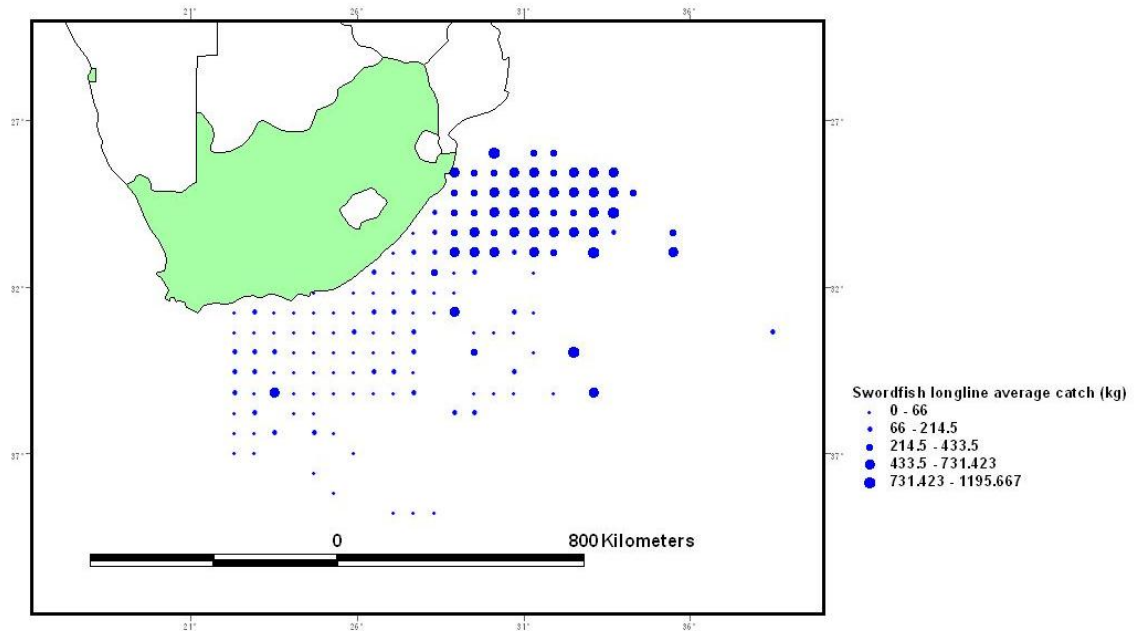 21° 26° 31° 36°
27° 27°
32° 32°
37° 37°
0 800 Kilometers
21° 26° 31° 36°
Swordfish longline average catch (kg)
0 - 66
66 - 214.5
214.5 - 433.5
433.5 - 731.423
731.423 - 1195.667